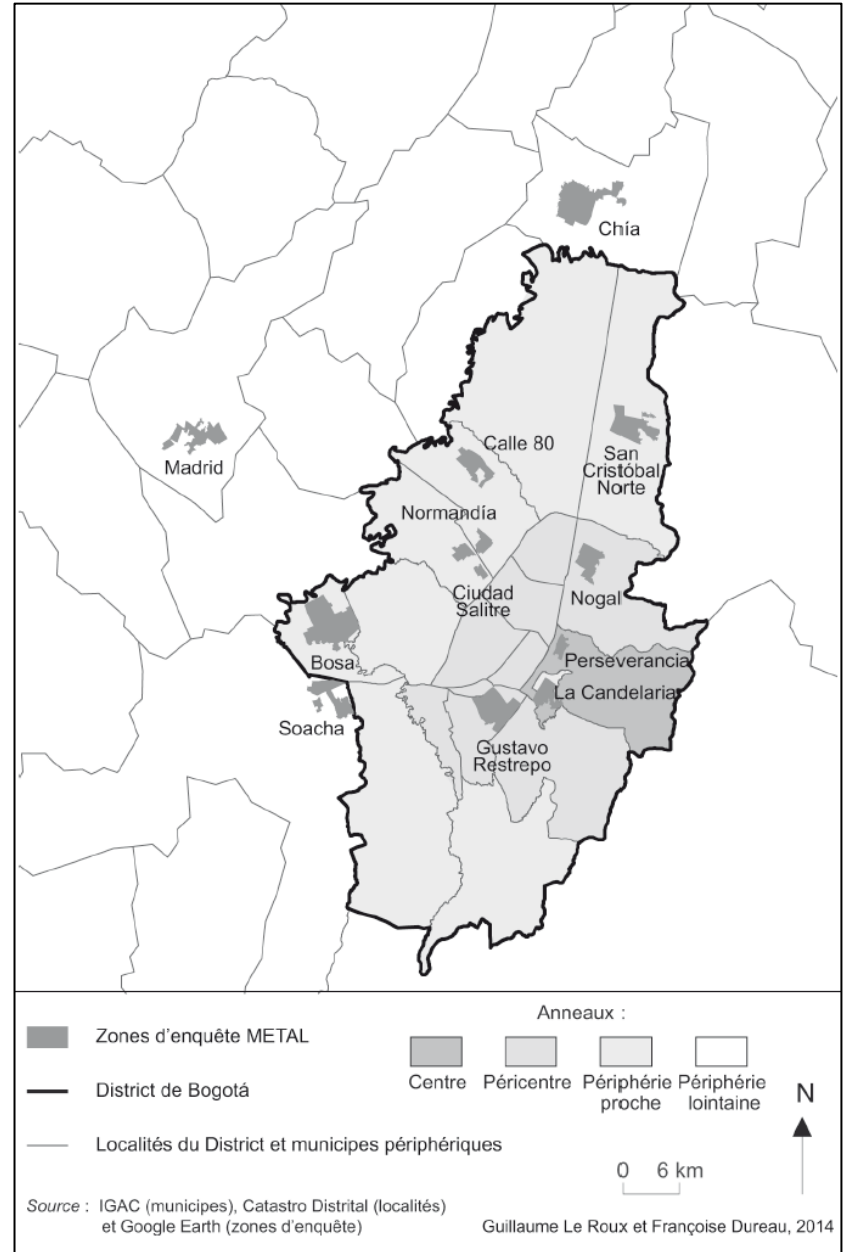 Chía
Calle 80
San
Cristóbal
Norte
Madrid
Normandía
Ciudad
Salitre
Nogal
Bosa
Perseverancia
La Candelaria
Soacha
Gustavo
Restrepo
Zones d'enquête METAL
District de Bogotá
Localités du District et municipes périphériques
Anneaux :
Centre
Péricentre
Périphérie
proche
Périphérie
lointaine
N
0 6 km
Source : IGAC (municipes), Catastro Distrital (localités)
et Google Earth (zones d'enquête)
Guillaume Le Roux et Françoise Dureau, 2014